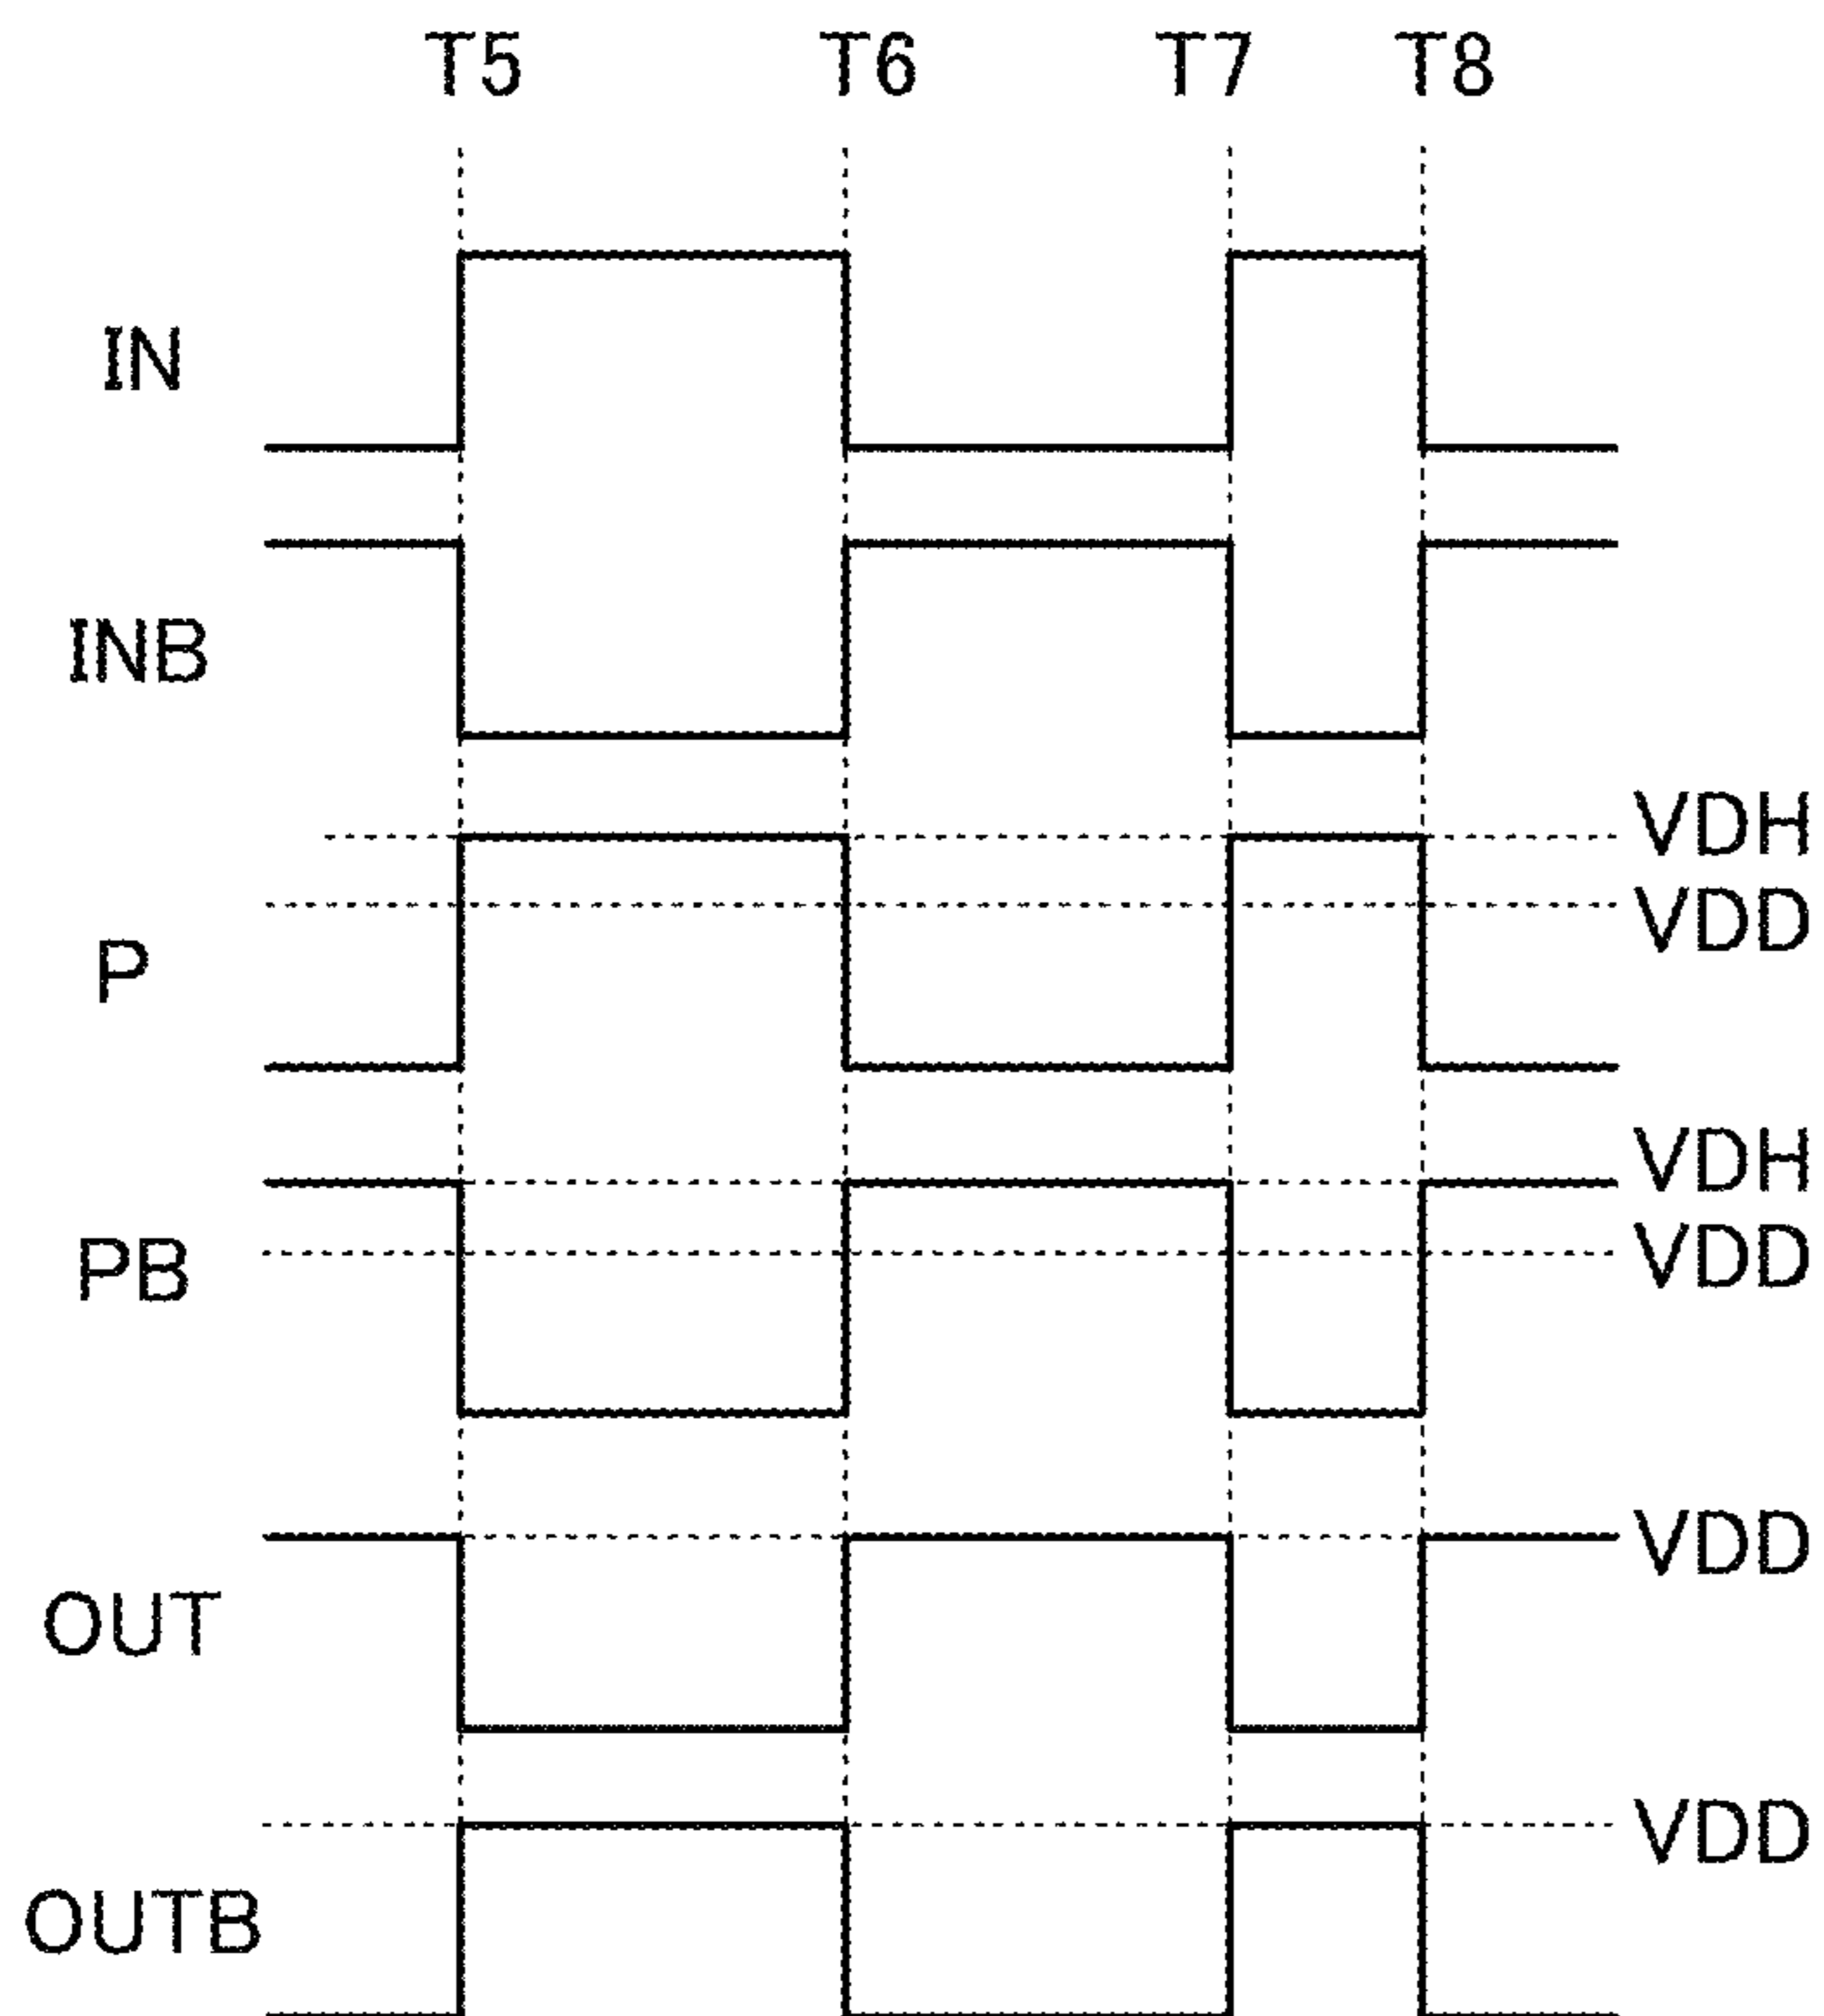 T5 T6 T7 T8
IN
INB
VDH
VDD
P
VDH
VDD
PB
VDD
OUT
VDD
OUTB